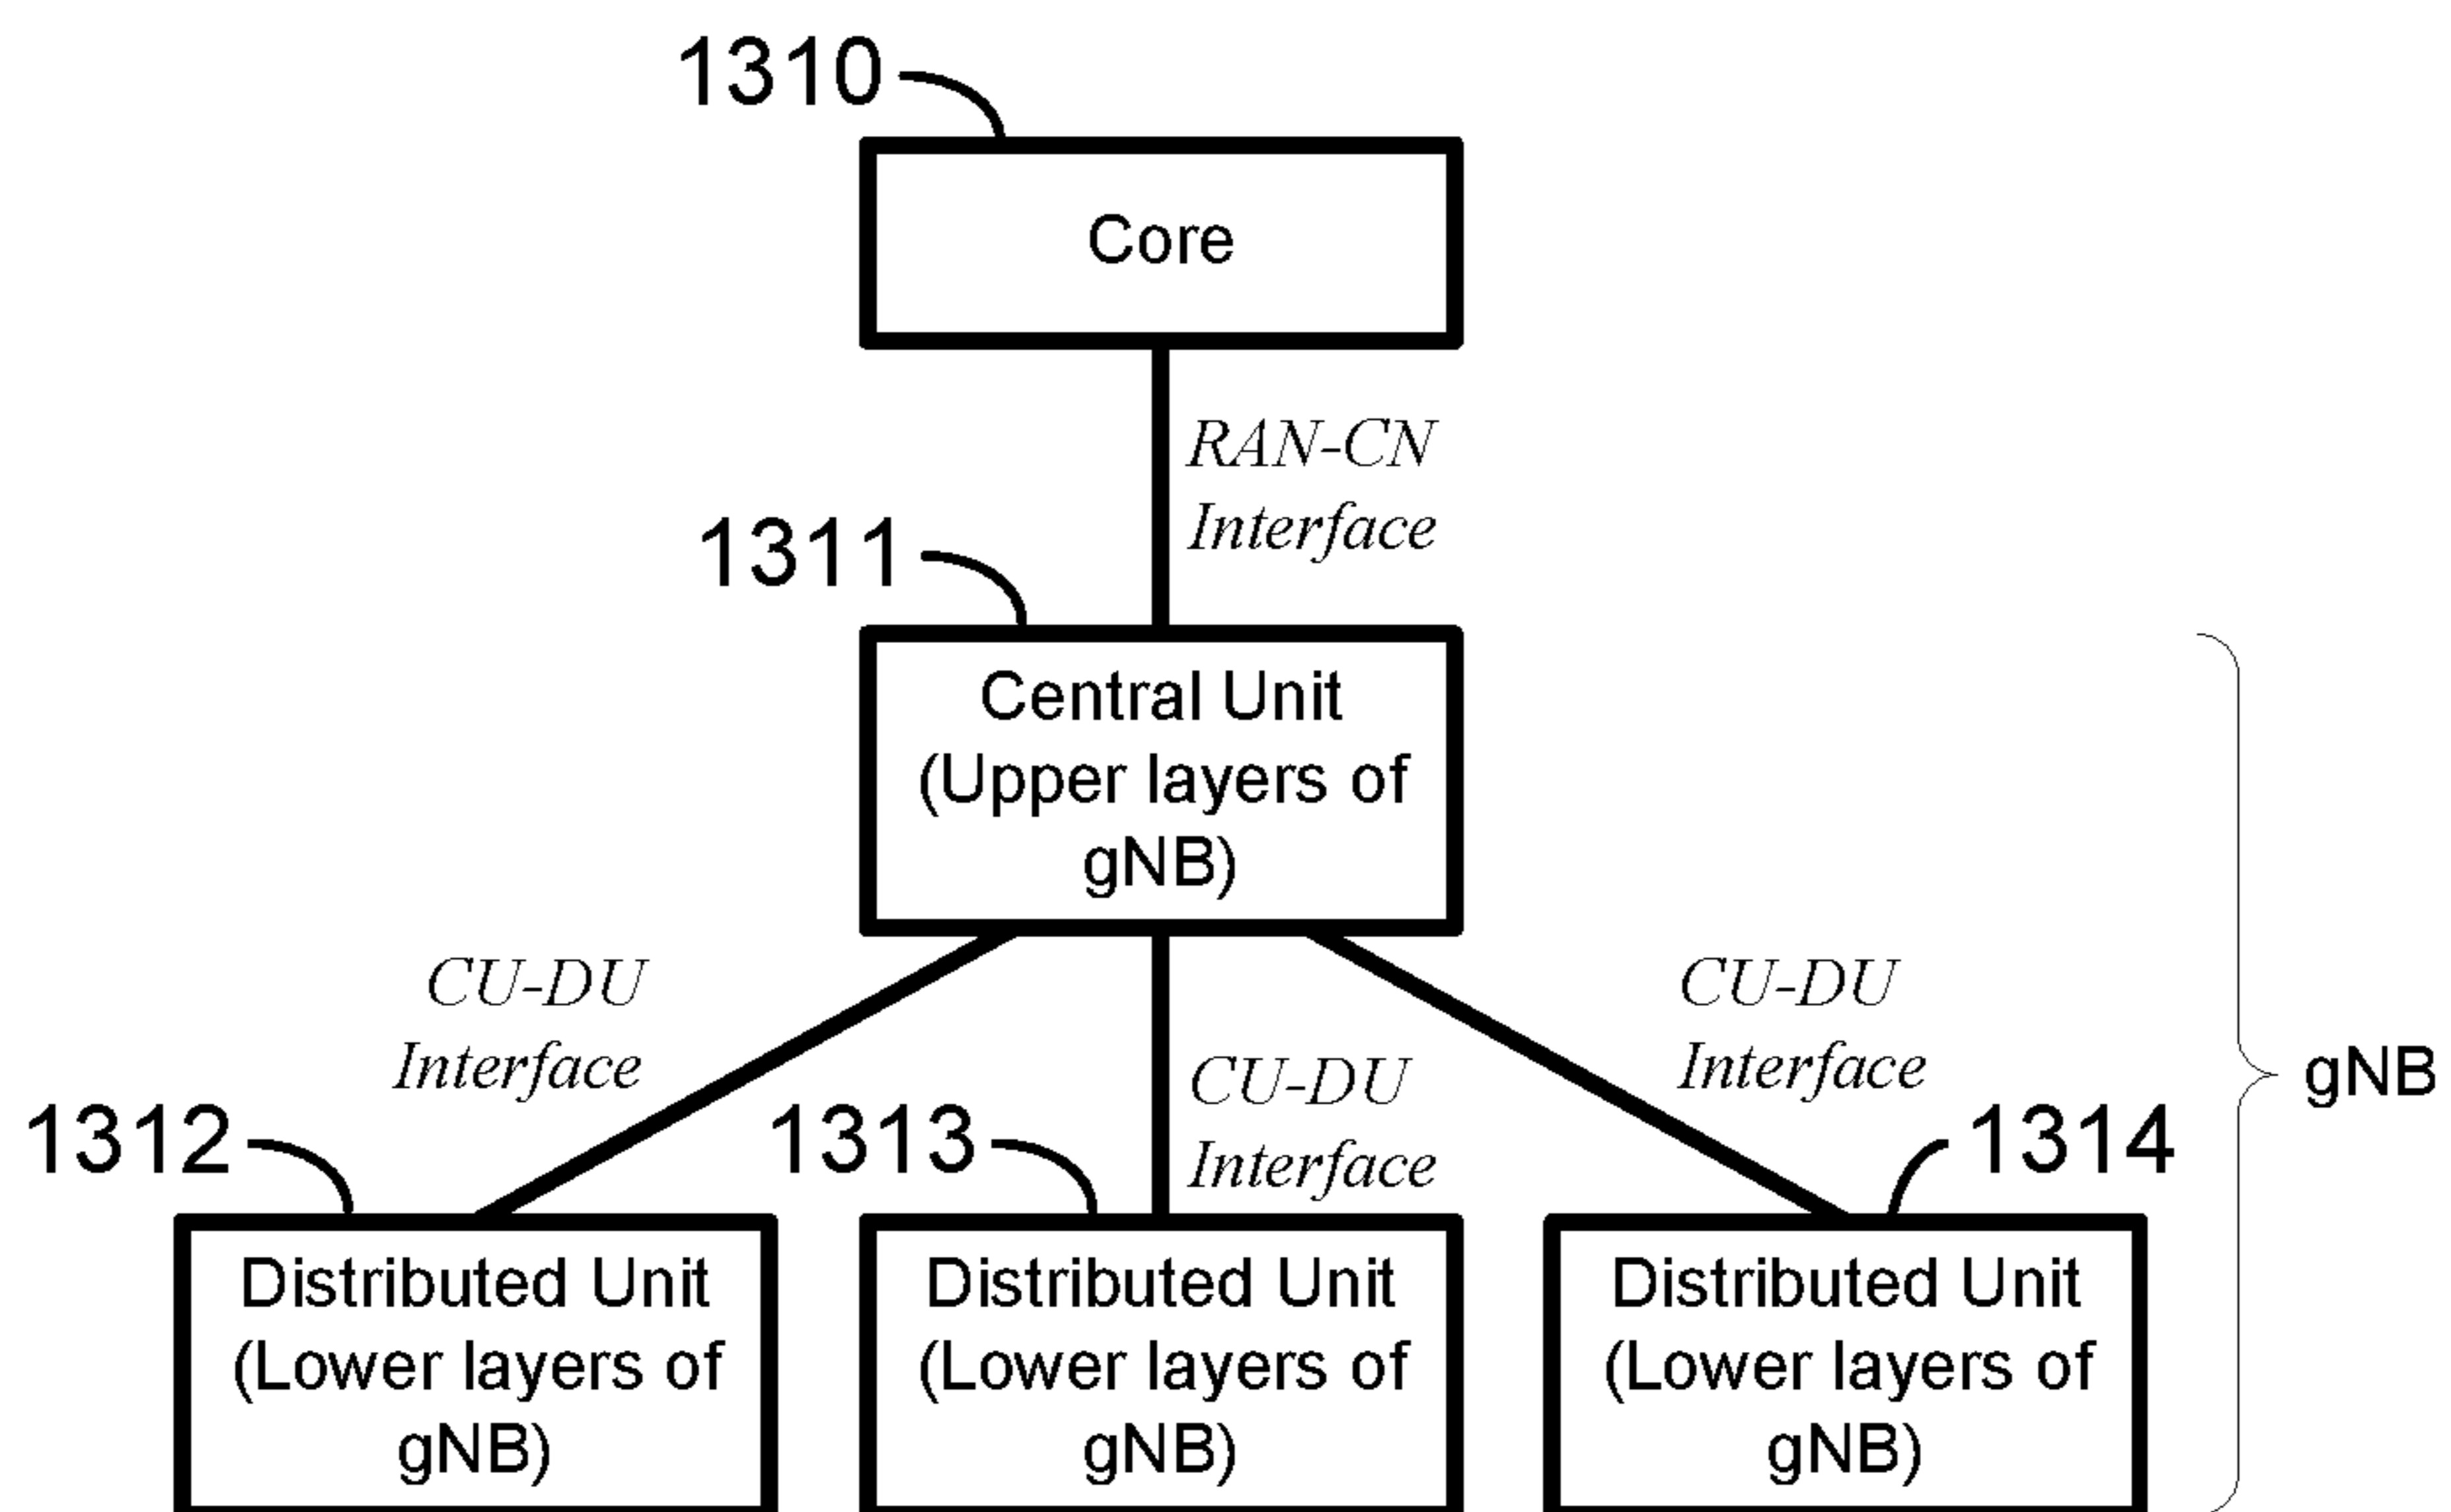 1310
Core
RAN-CN
Interface
1311
Central Unit
(Upper layers of
gNB)
CU-DU
Interface
CU-DU
Interface
CU-DU
Interface
gNB
1312
1313
1314
Distributed Unit
(Lower layers of
gNB)
Distributed Unit
(Lower layers of
gNB)
Distributed Unit
(Lower layers of
gNB)